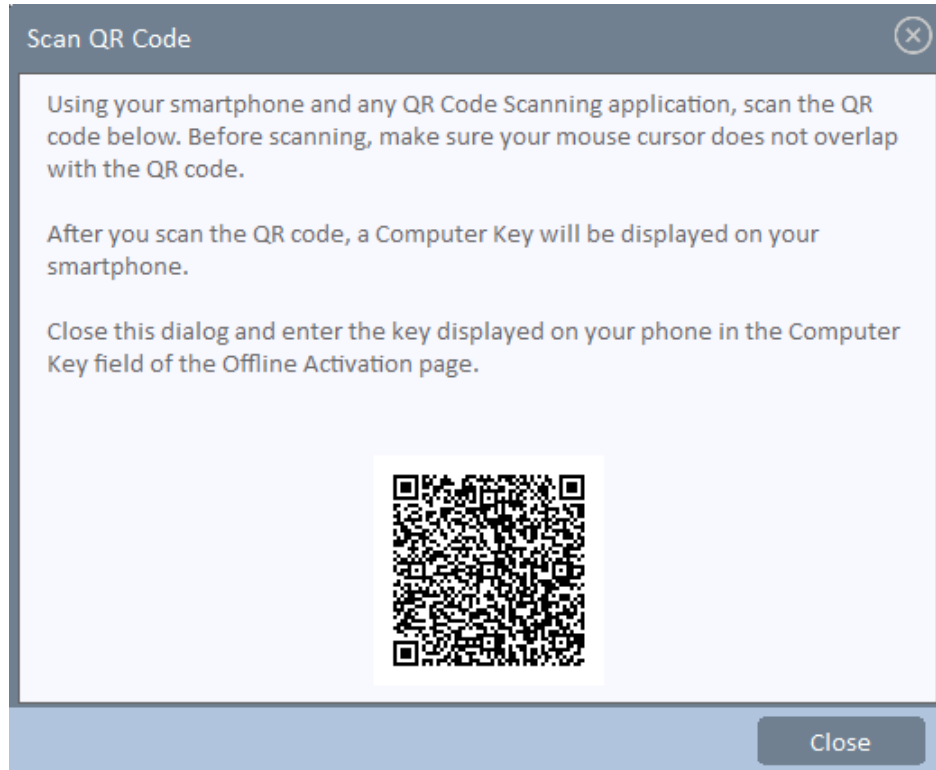 Scan QR Code
Using your smartphone and any QR Code Scanning application, scan the QR
code below. Before scanning, make sure your mouse cursor does not overlap
with the QR code.
After you scan the QR code, a Computer Key will be displayed on your
smartphone.
Close this dialog and enter the key displayed on your phone in the Computer
Key field of the Offline Activation page.
Close